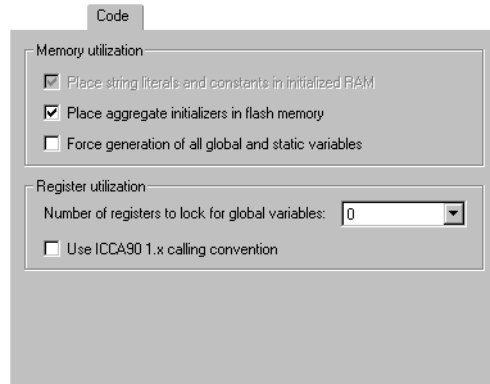 Code
Memory utilization
Place string literals and constants in initialized RAM
Place aggregate initializers in flash memory
Force generation of all global and static variables
Register utilization
Number of registers to lock for global variables: 0
Use ICCA90 1.x calling convention